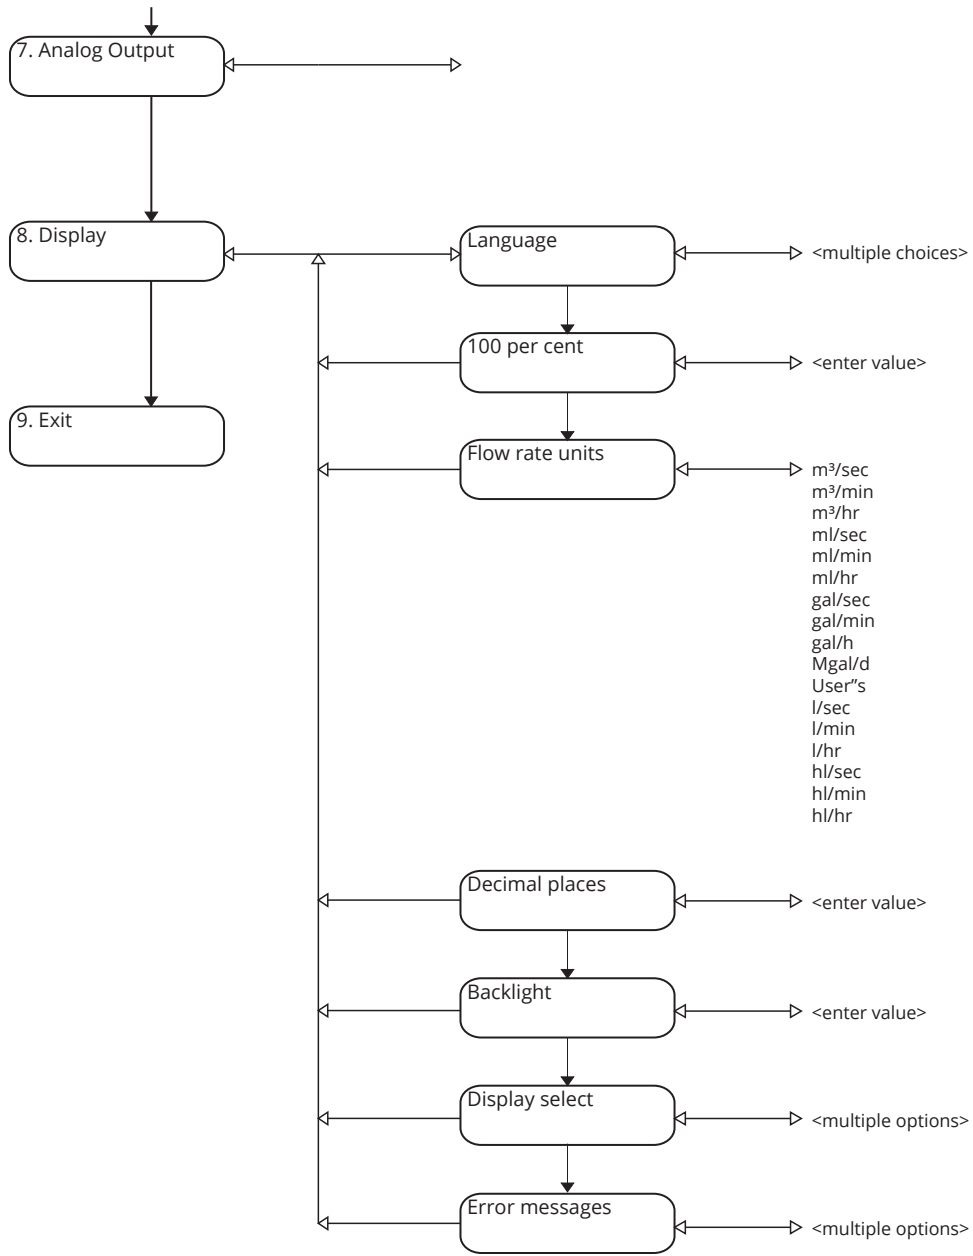 7. Analog Output
8. Display
Language
<multiple choices>
100 per cent
<enter value>
9. Exit
Flow rate units
m³/sec
m³/min
m³/hr
ml/sec
ml/min
ml/hr
gal/sec
gal/min
gal/h
Mgal/d
User”s
l/sec
l/min
l/hr
hl/sec
hl/min
hl/hr
Decimal places
<enter value>
Backlight
<enter value>
Display select
<multiple options>
Error messages
<multiple options>